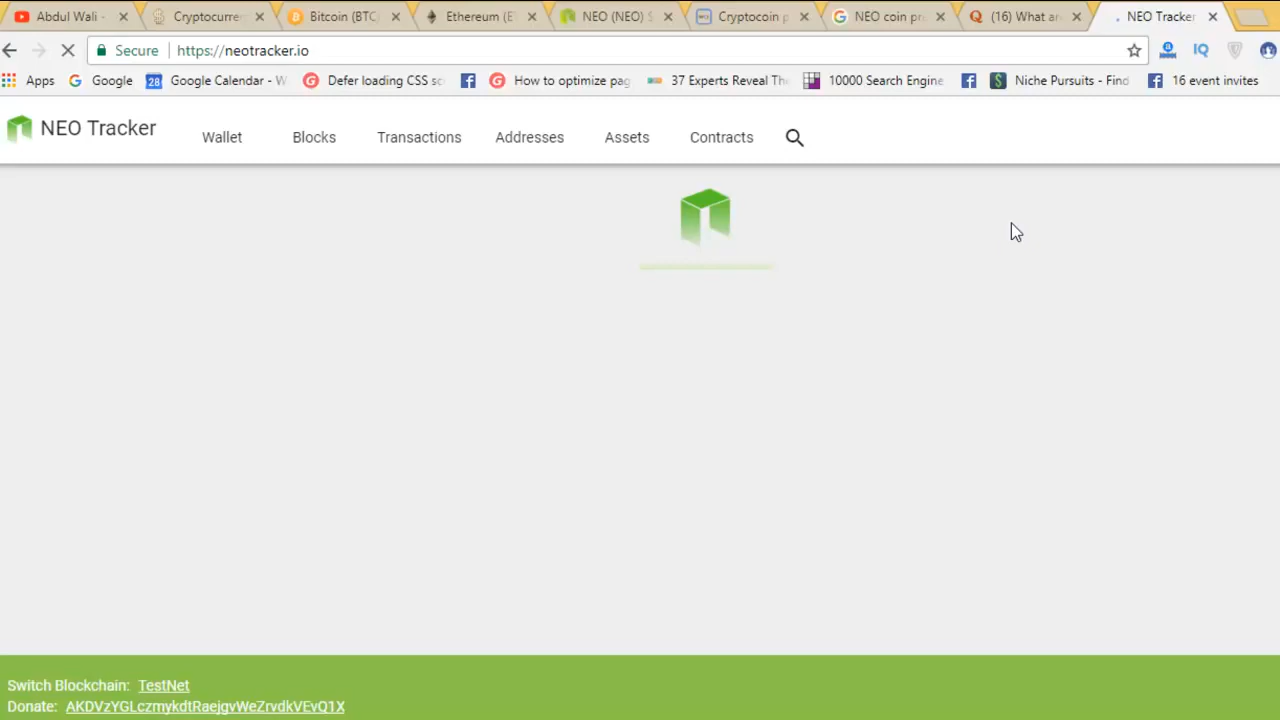 Abdul Wali -
Cryptocurre
Bitcoin (BTC
Ethereum (E
NEO (NEO) S
Cryptocoin p
NEO coin pr
(16) What ar
NEO Tracker
Secure
https://neotracker.io
IQ
Apps
Google
28
Google Calendar - W
Defer loading CSS sc
How to optimize pag
37 Experts Reveal Th
10000 Search Engine
Niche Pursuits - Find
16 event invites
NEO Tracker
Wallet
Blocks
Transactions
Addresses
Assets
Contracts
Switch Blockchain: TestNet
Donate: AKDVzYGLczmykdtRaejgvWeZrvdkVEvQ1X